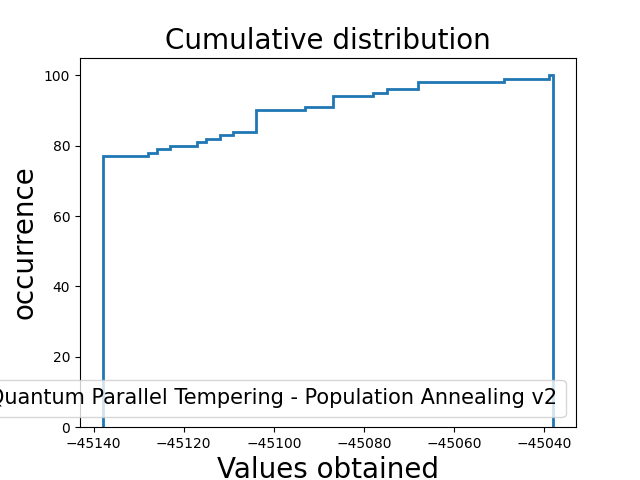 Cumulative distribution
100
80
60
40
20
0
occurrence
Parallel Tempering - Population Annealing v2
−45140 −45120 −45100 −45080 −45060 −45040
Values obtained